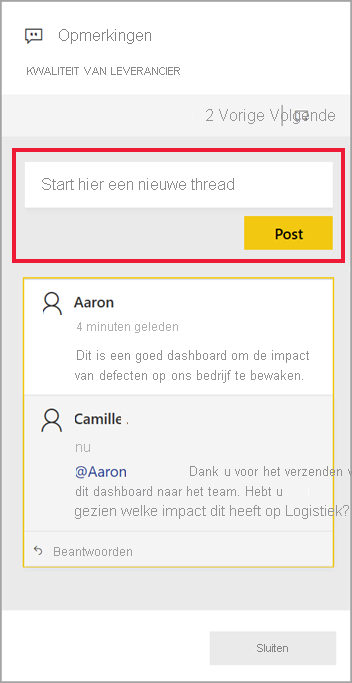 Opmerkingen
KWALITEIT VAN LEVERANCIER
2 Vorige Volgende
Start hier een nieuwe thread
Post
Aaron
4 minuten geleden
Dit is een goed dashboard om de impact
van defecten op ons bedrijf te bewaken.
Camille .
nu
@Aaron Dank u voor het verzenden v
dit dashboard naar het team. Hebt u
gezien welke impact dit heeft op Logistiek?
Beantwoorden
Sluiten